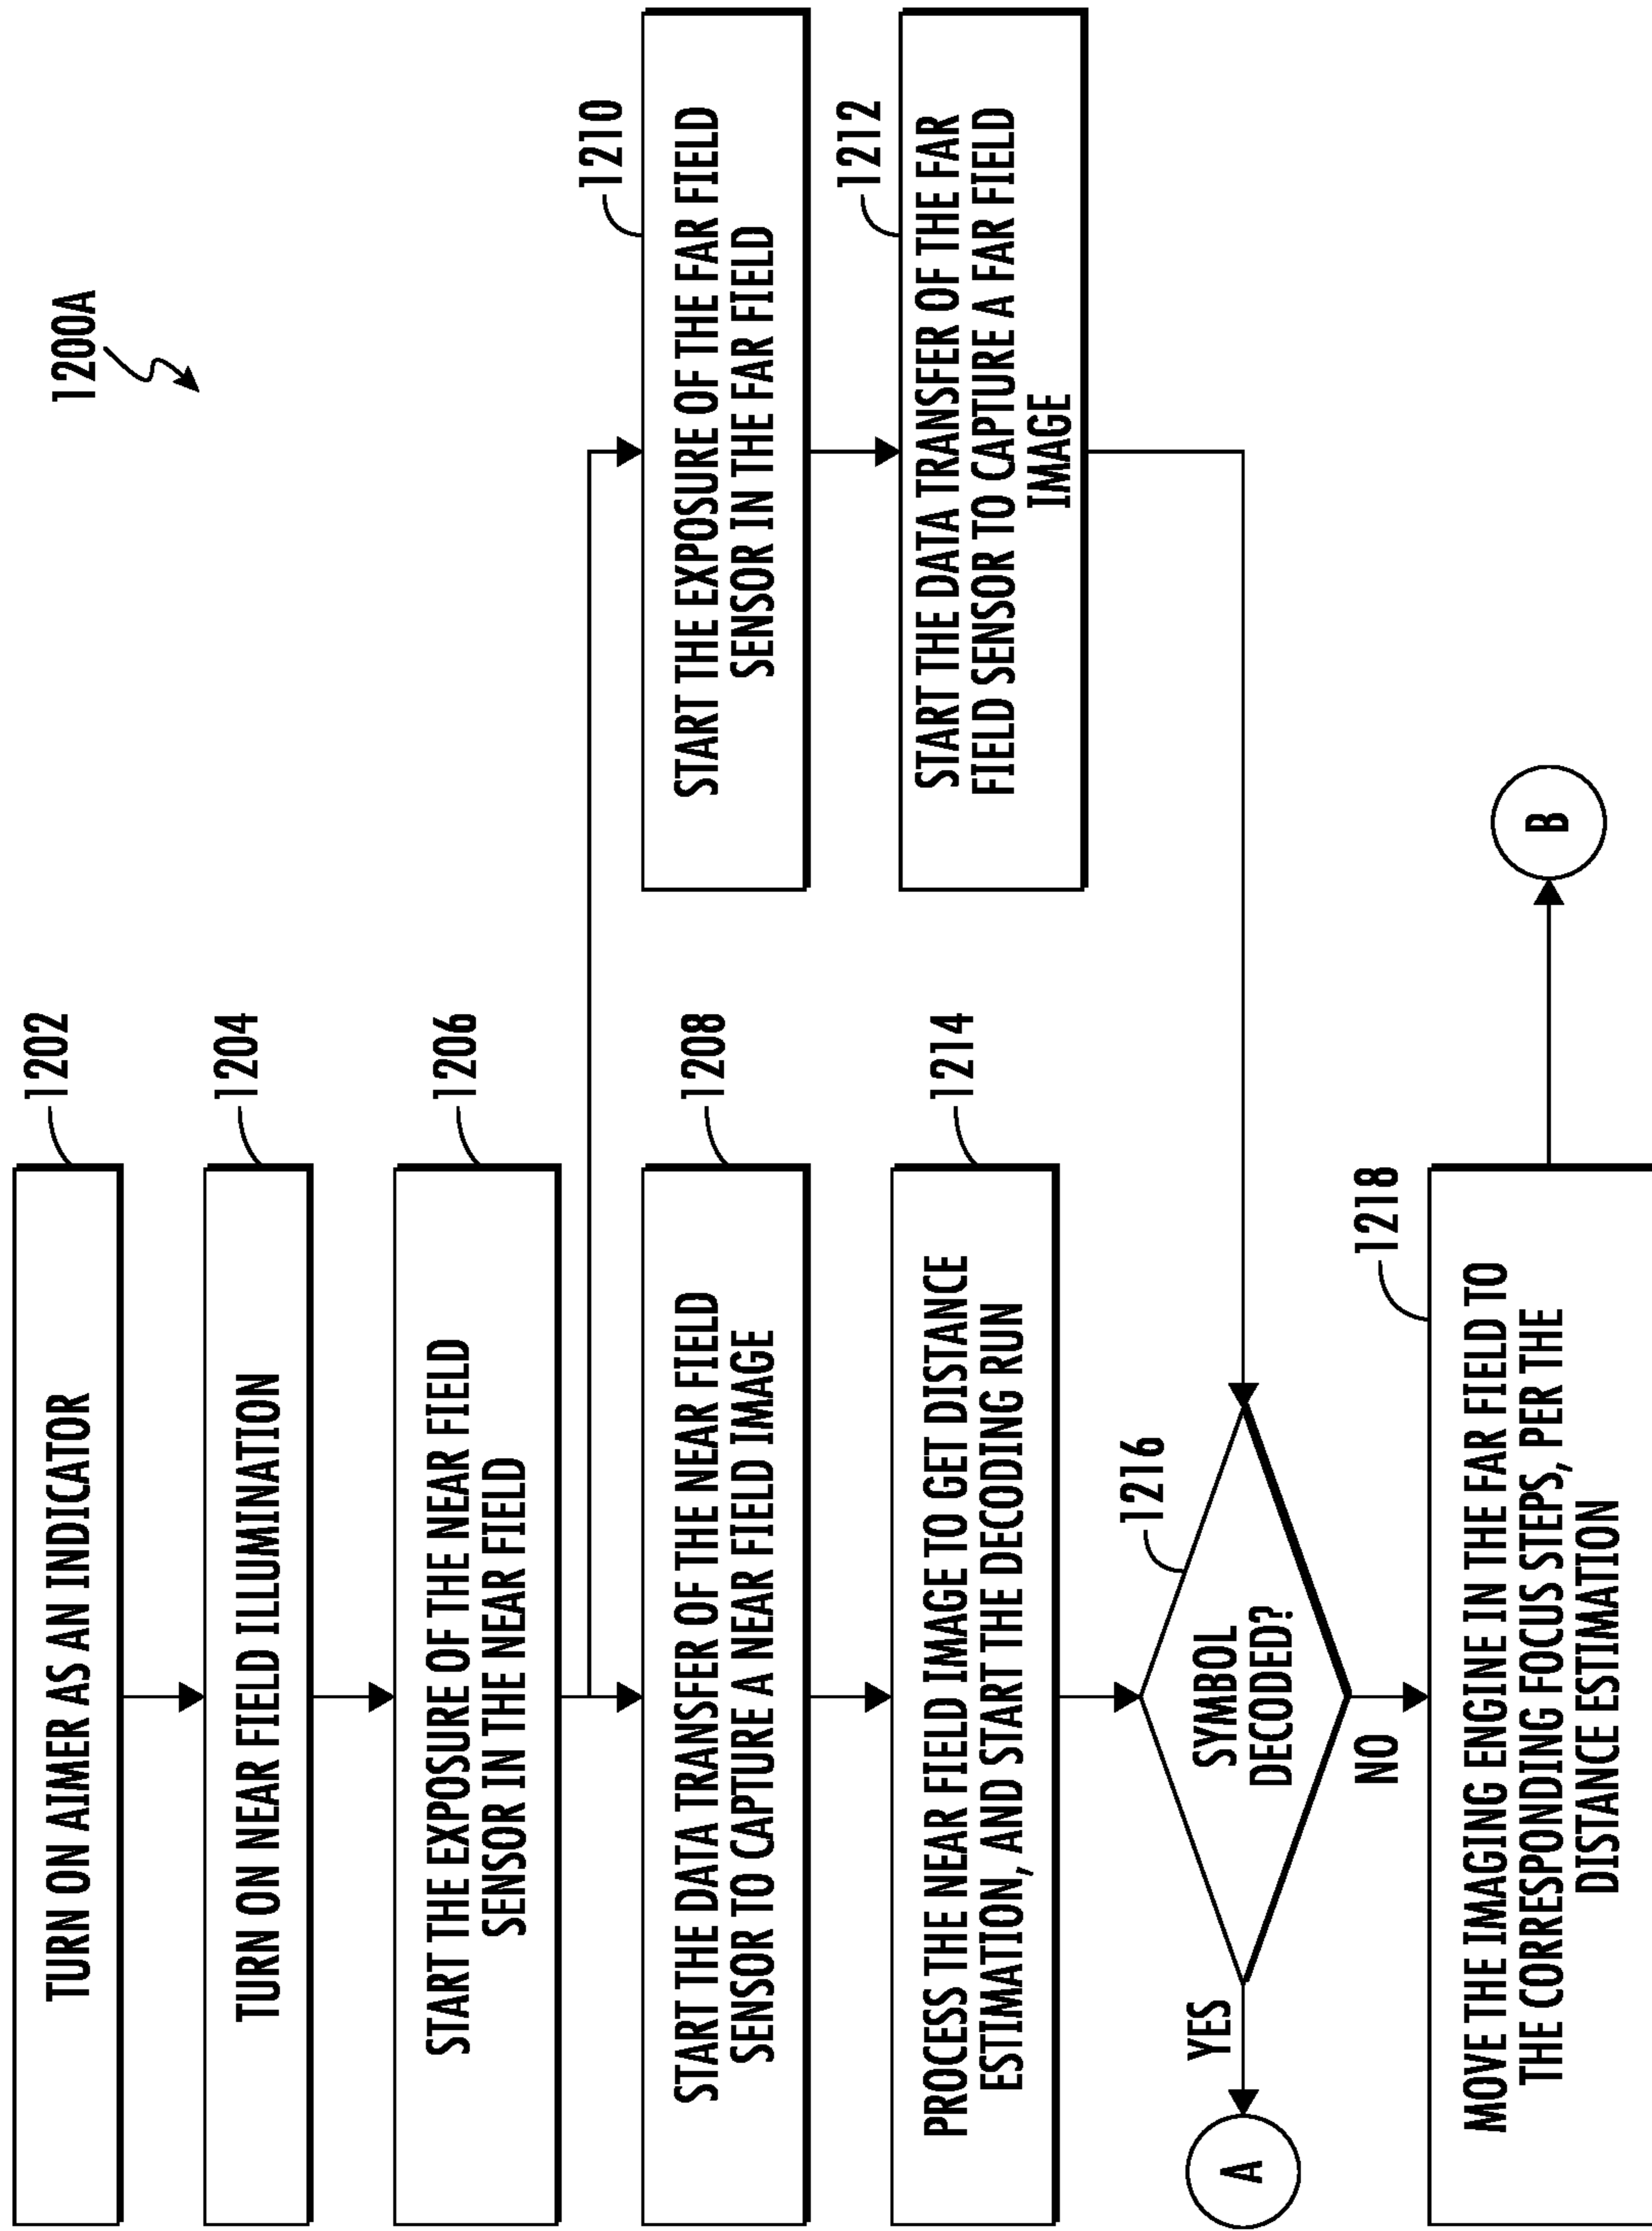 1200A
1202
TURN ON AIMER AS AN INDICATOR
1204
TURN ON NEAR FIELD ILLUMINATION
1206
START THE EXPOSURE OF THE NEAR FIELD
SENSOR IN THE NEAR FIELD
1208
START THE DATA TRANSFER OF THE NEAR FIELD
SENSOR TO CAPTURE A NEAR FIELD IMAGE
1210
START THE EXPOSURE OF THE FAR FIELD
SENSOR IN THE FAR FIELD
1212
START THE DATA TRANSFER OF THE FAR
FIELD SENSOR TO CAPTURE A FAR FIELD
IMAGE
1214
PROCESS THE NEAR FIELD IMAGE TO GET DISTANCE
ESTIMATION, AND START THE DECODING RUN
1216
SYMBOL
DECODED?
YES
A
NO
1218
MOVE THE IMAGING ENGINE IN THE FAR FIELD TO
THE CORRESPONDING FOCUS STEPS, PER THE
DISTANCE ESTIMATION
B